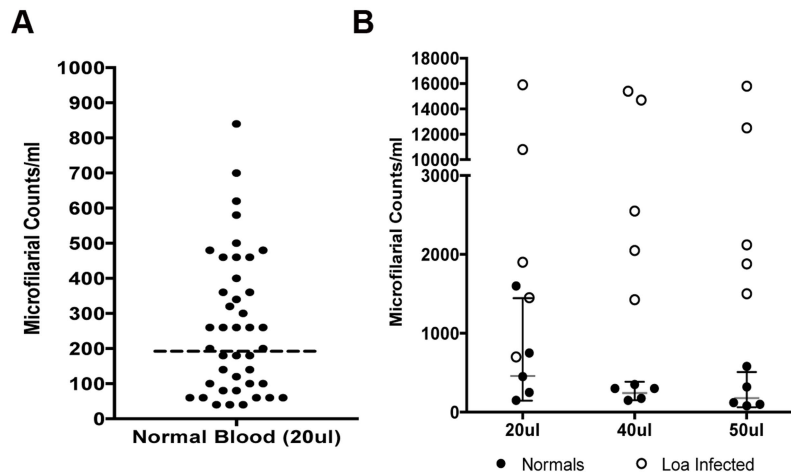 A
Microfilarial Counts/ml
1000
900
800
700
600
500
400
300
200
100
0
Normal Blood (20ul)
B
Microfilarial Counts/ml
18000
16000
14000
12000
10000
3000
2000
1000
0
20ul
40ul
50ul
Normals
Loa Infected